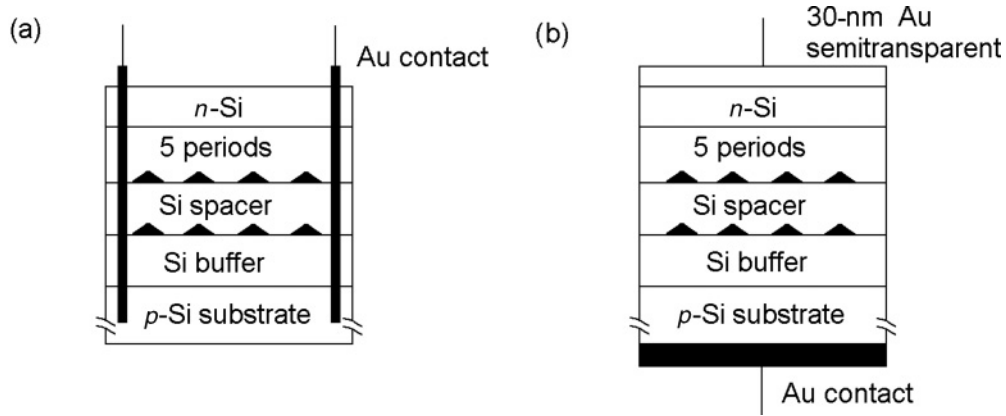 (a)
Au contact
n-Si
5 periods
Si spacer
Si buffer
p-Si substrate
(b)
30-nm Au
semitransparent
n-Si
5 periods
Si spacer
Si buffer
p-Si substrate
Au contact